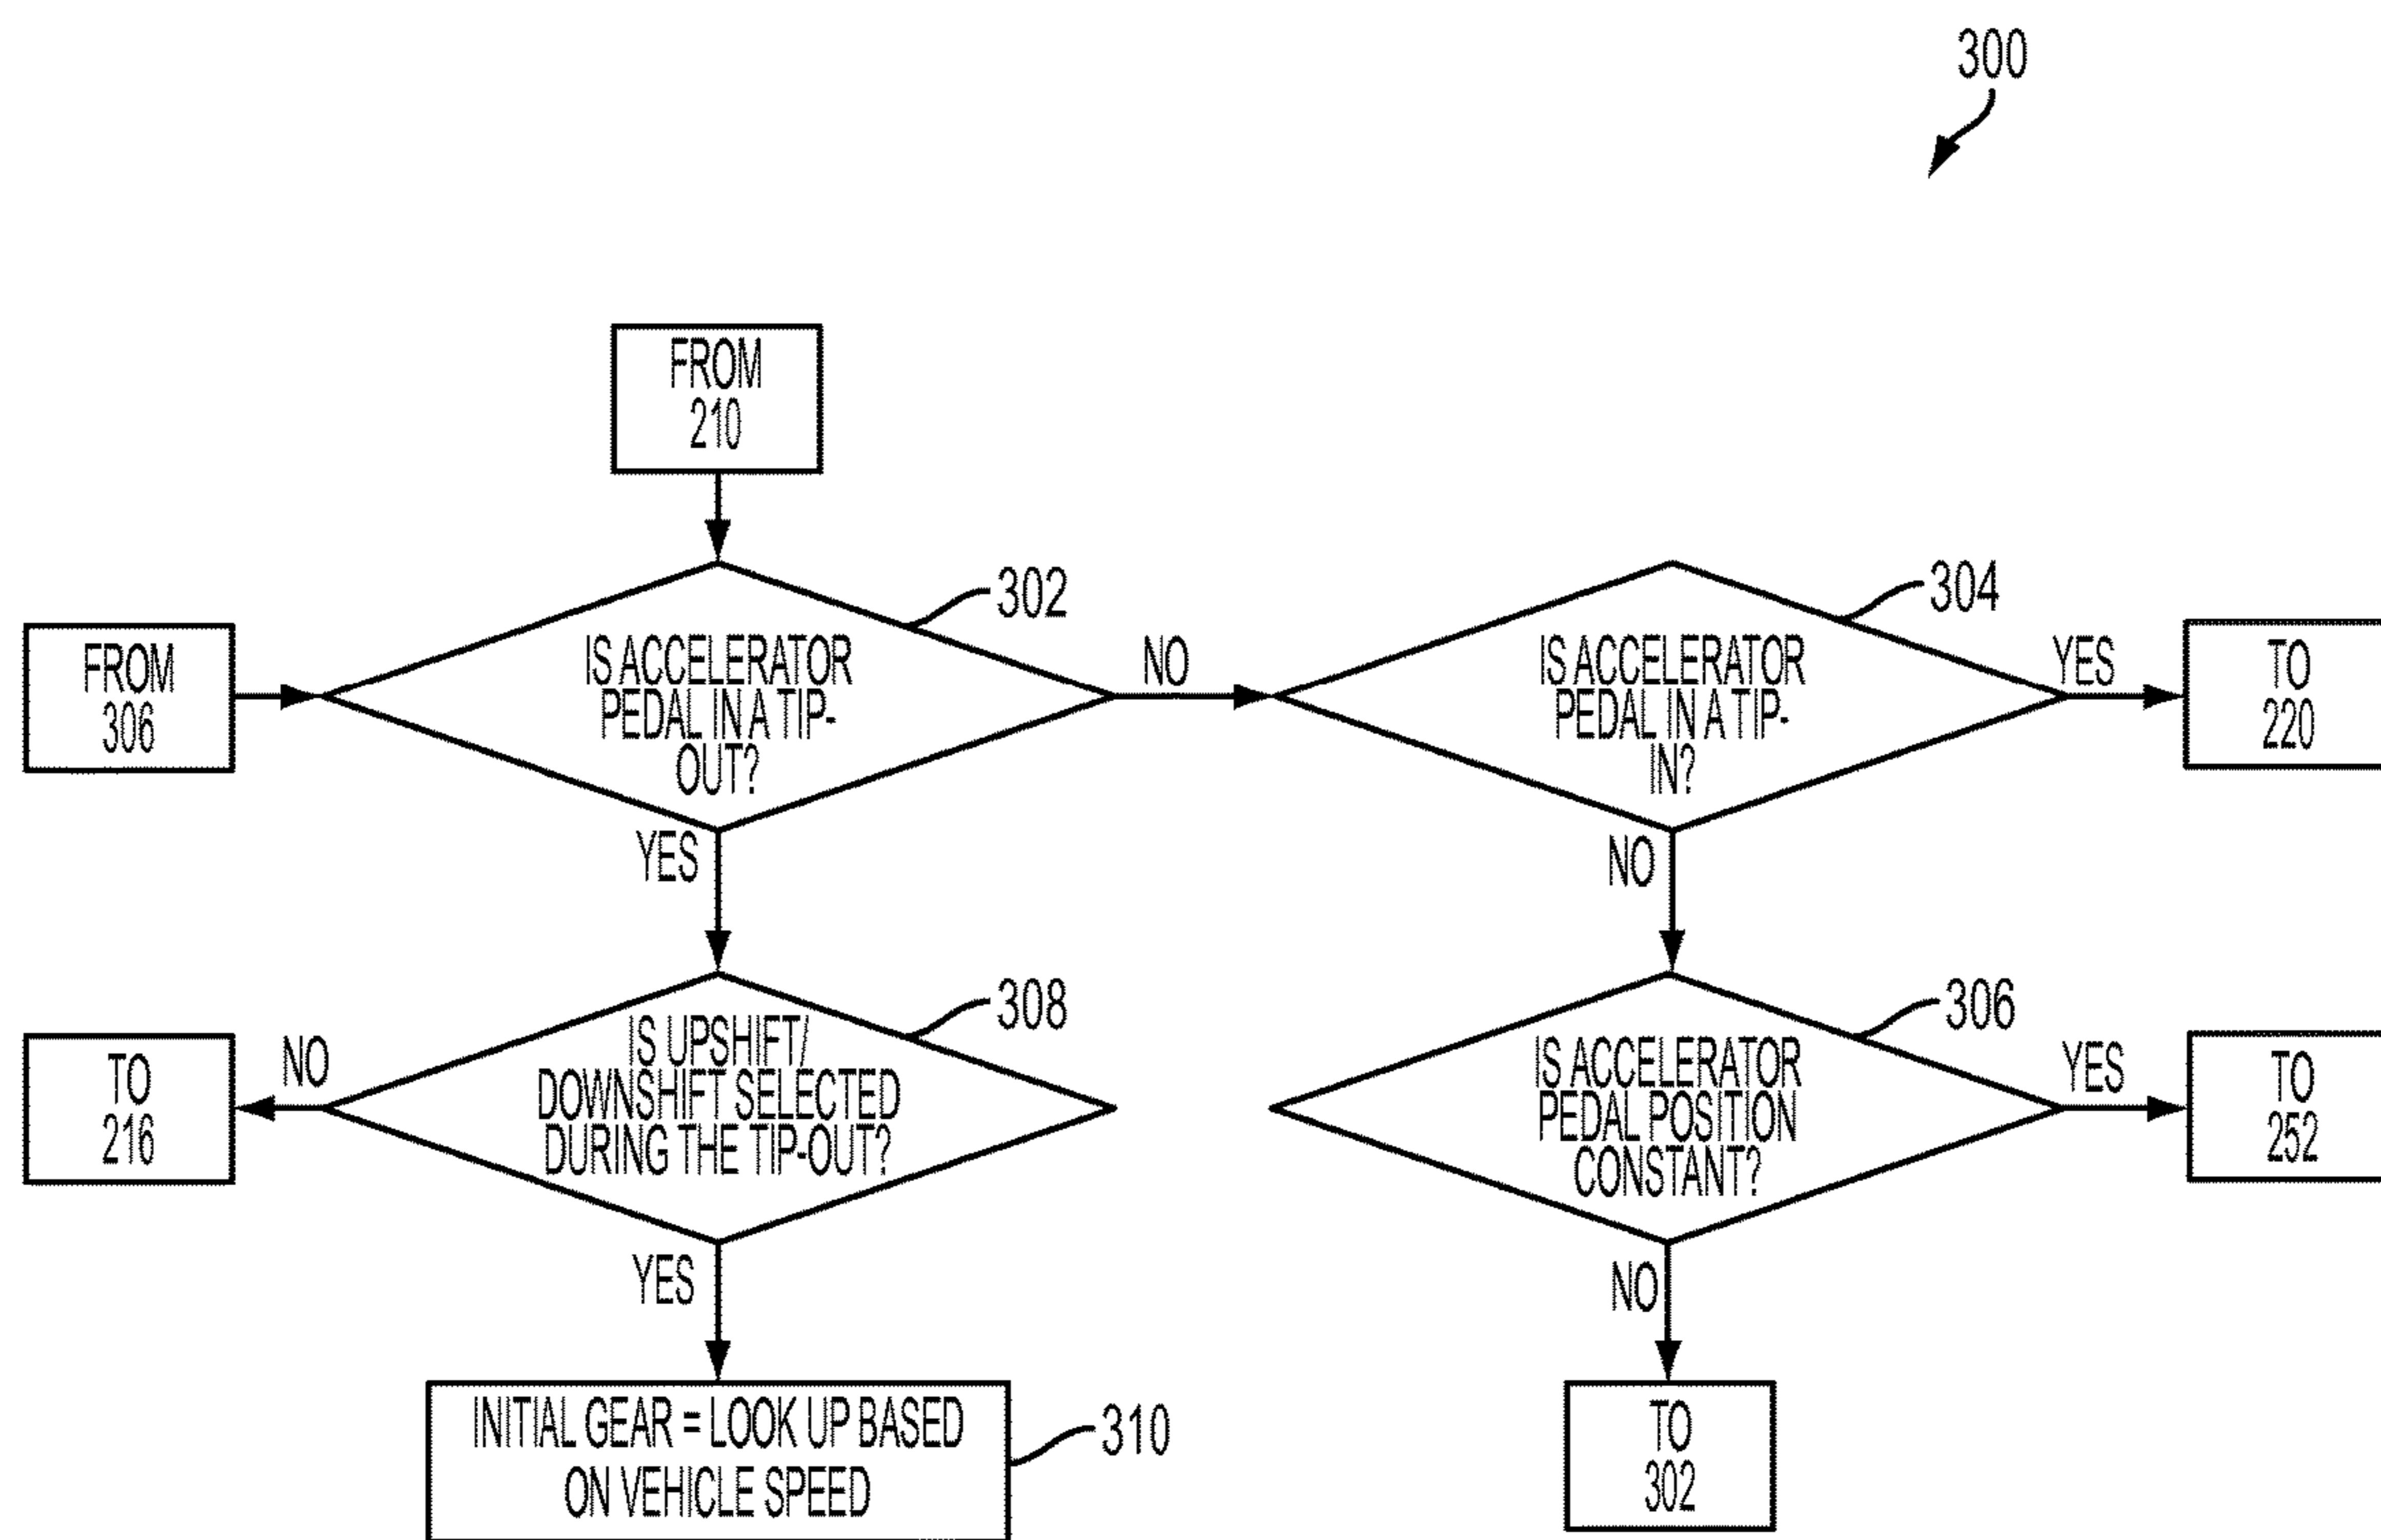 300
FROM
210
302
IS ACCELERATOR
PEDAL IN A TIP-
OUT?
FROM
306
NO
304
IS ACCELERATOR
PEDAL IN A TIP-
IN?
YES
TO
220
YES
NO
308
IS UPSHIFT/
DOWNSHIFT SELECTED
DURING THE TIP-OUT?
NO
TO
216
306
IS ACCELERATOR
PEDAL POSITION
CONSTANT?
YES
TO
252
YES
NO
INITIAL GEAR = LOOK UP BASED
ON VEHICLE SPEED
310
TO
302